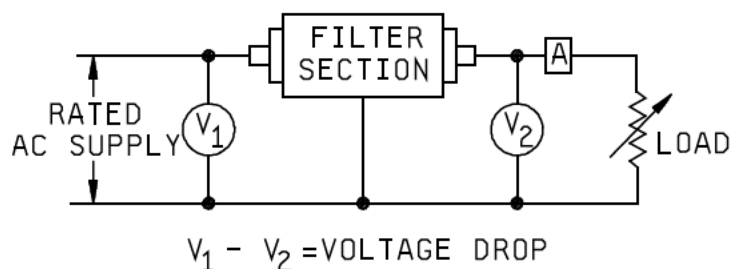 FILTER
SECTION
A
RATED
AC SUPPLY
V1
V2
LOAD
V1 - V2 =VOLTAGE DROP